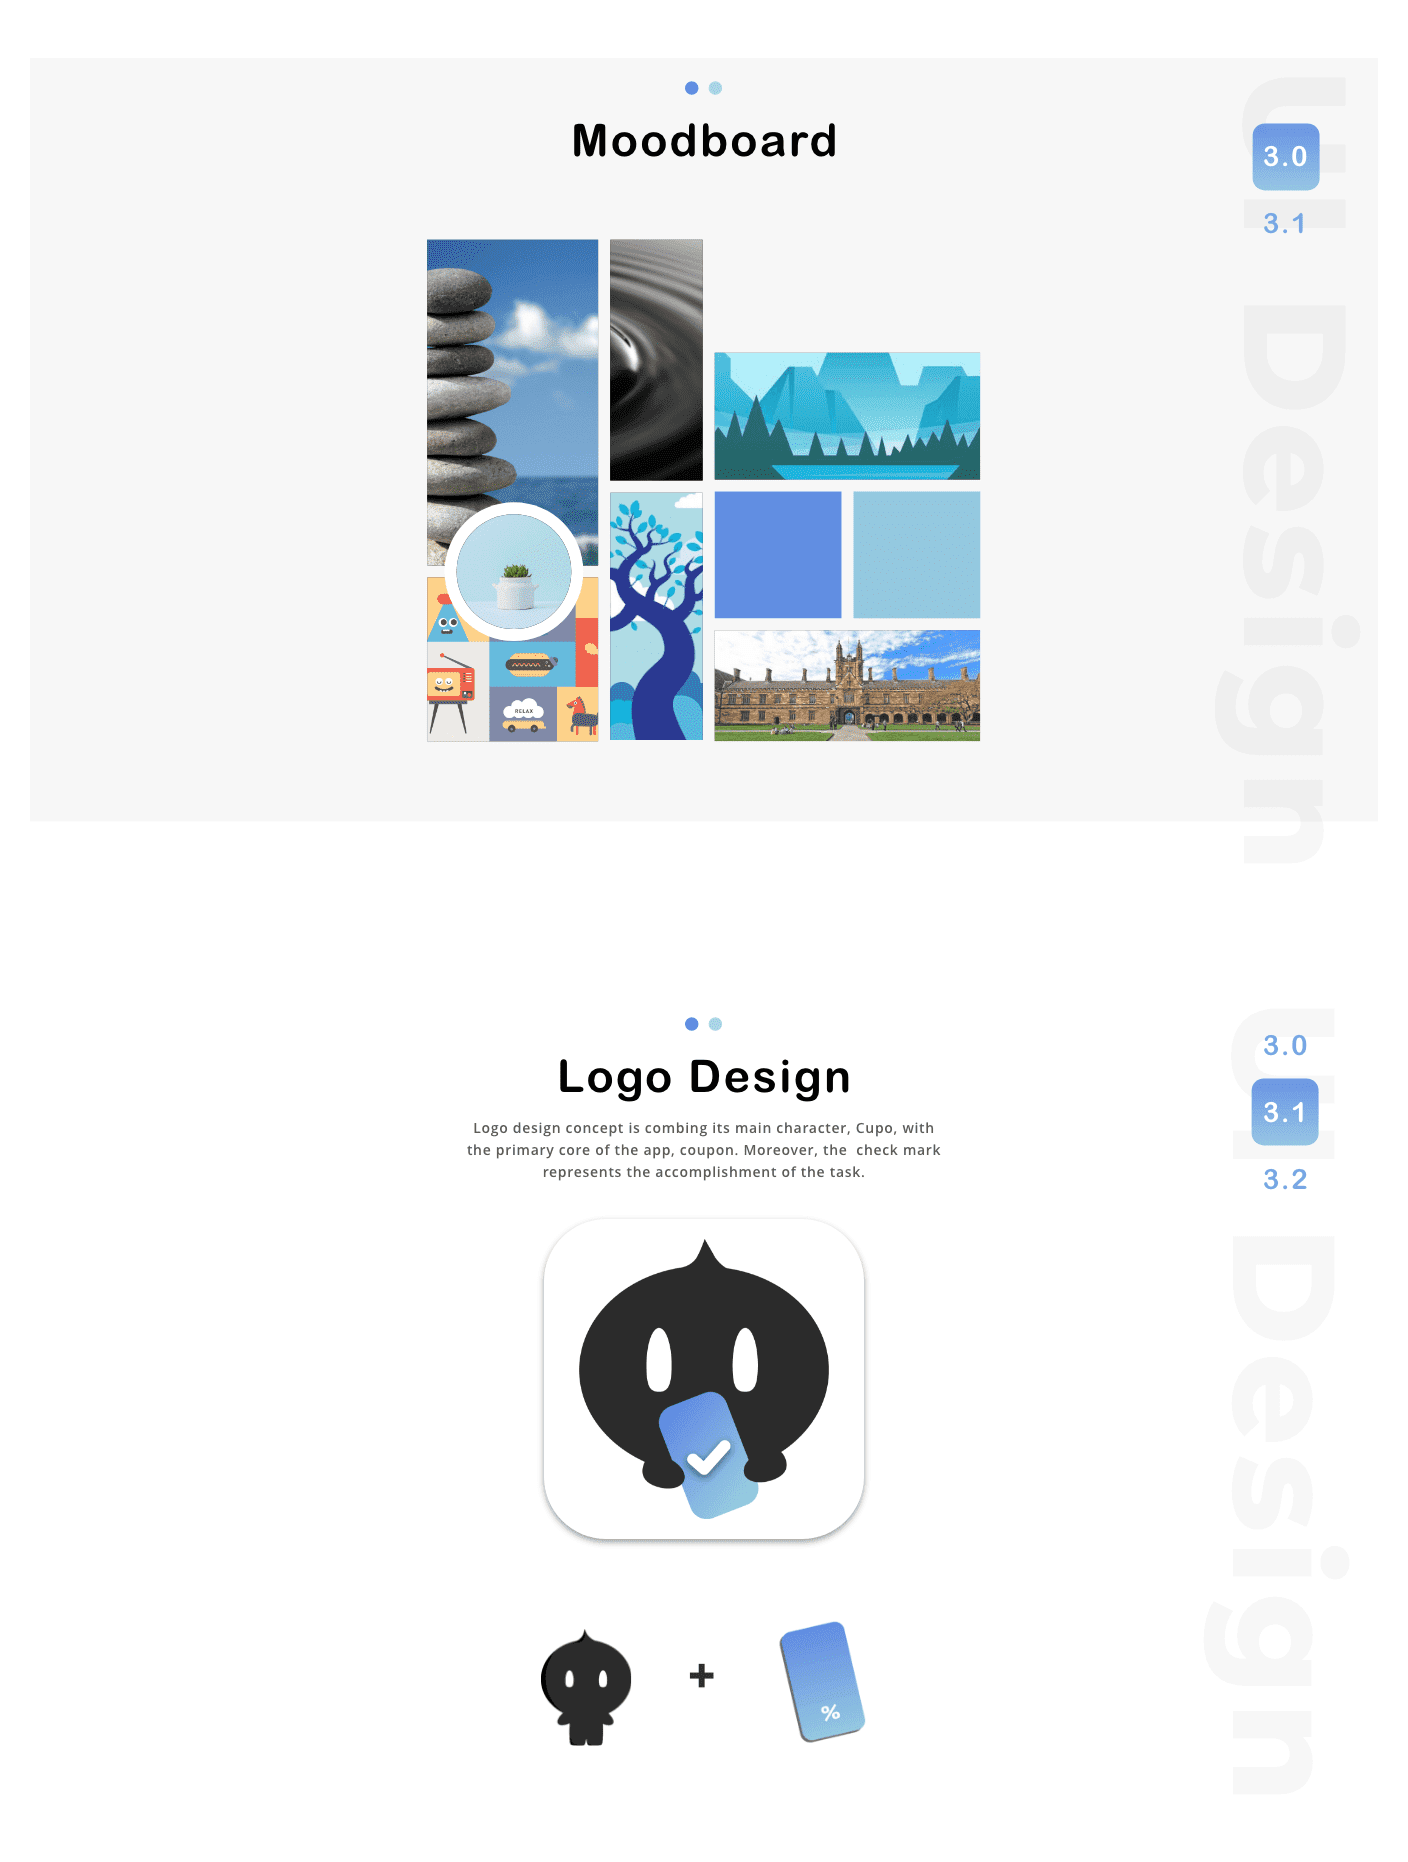 Moodboard
3.0
3.1
UI Design
RELAX
Logo Design
Logo design concept is combing its main character, Cupo, with
the primary core of the app, coupon. Moreover, the  check mark
represents the accomplishment of the task.
3.0
3.1
3.2
UI Design
+
%